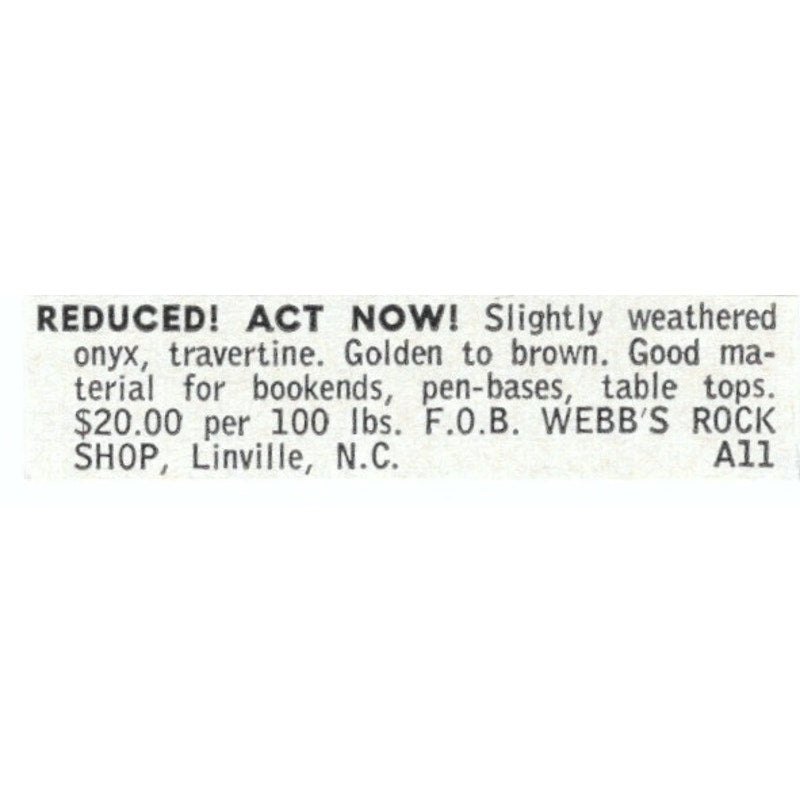 REDUCED! ACT NOW! Slightly weathered
onyx, travertine. Golden to brown. Good ma-
terial for bookends, pen-bases, table tops.
$20.00 per 100 lbs. F.O.B. WEBB'S ROCK
SHOP, Linville, N.C. A11